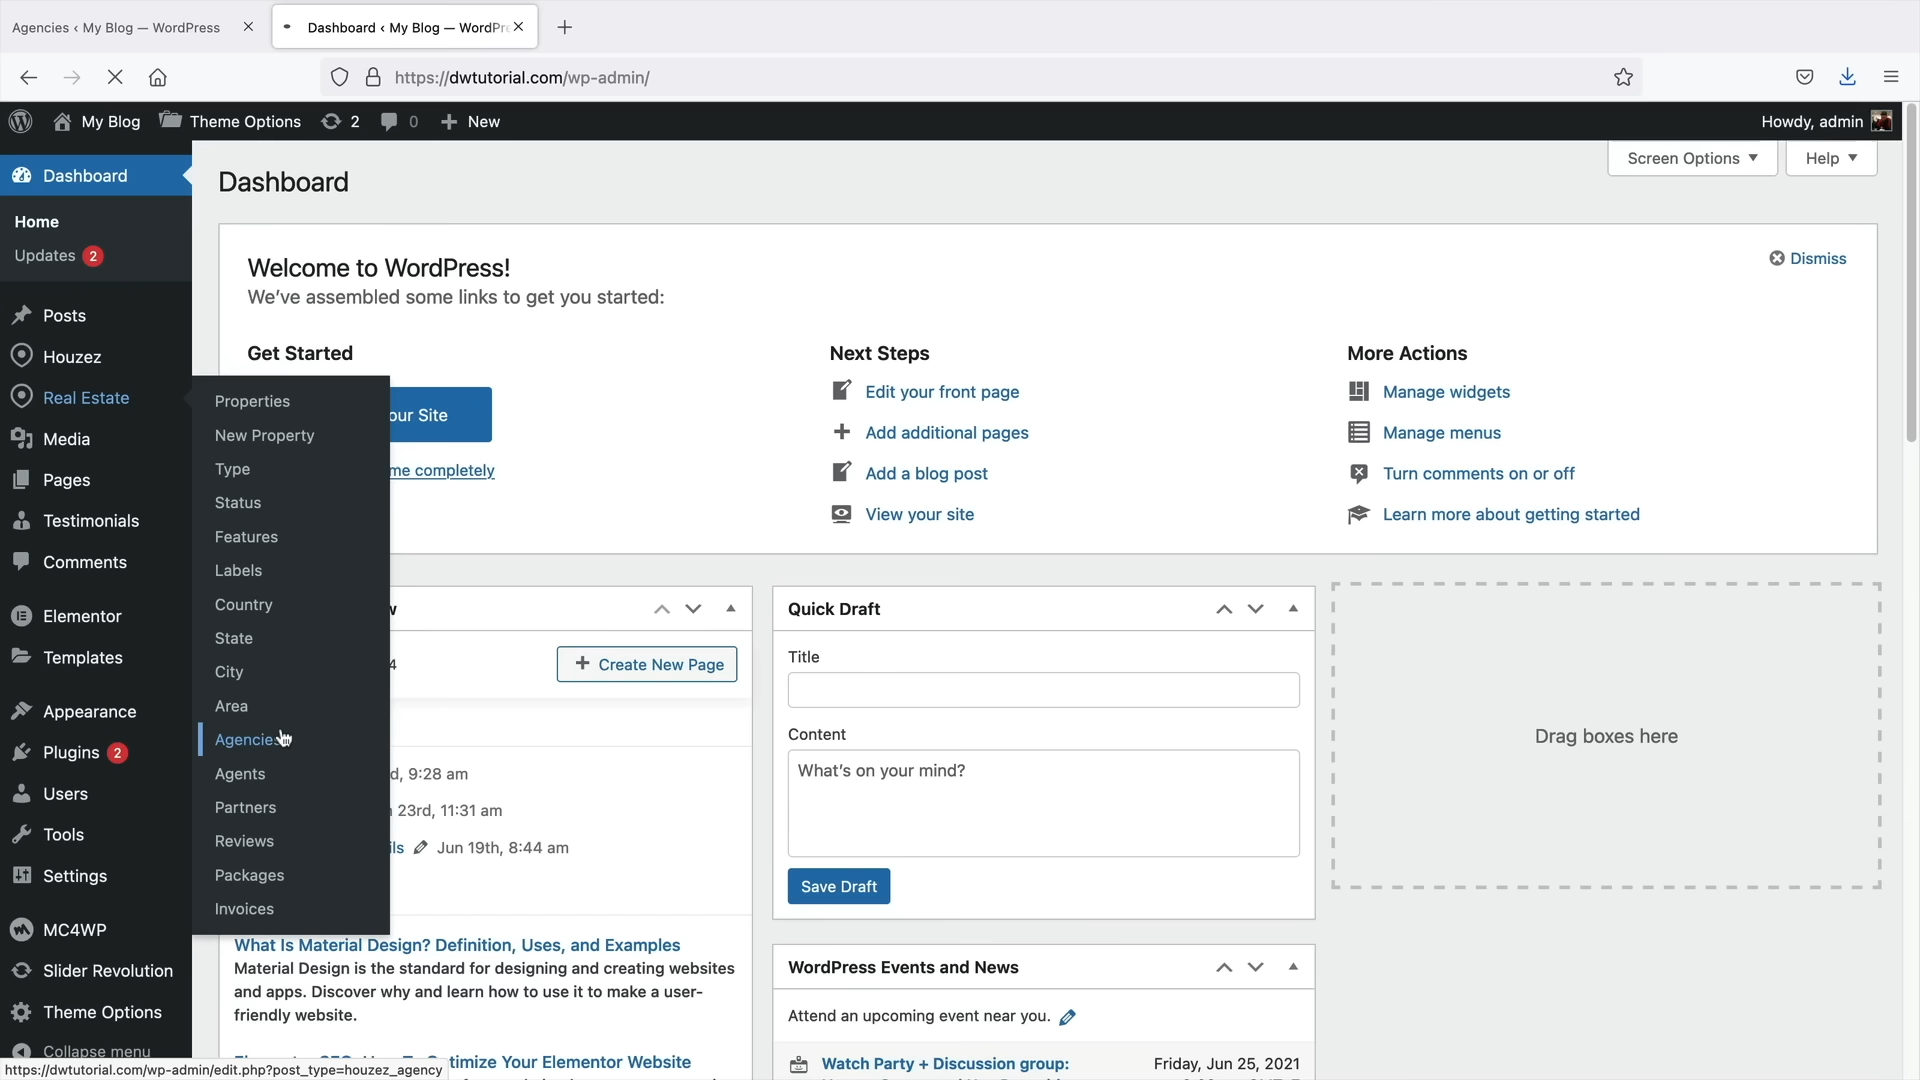 Agencies ‹ My Blog — WordPress
Dashboard ‹ My Blog — WordPr
https://dwtutorial.com/wp-admin/
My Blog
Theme Options
2
0
New
Howdy, admin
Dashboard
Home
Updates 2
Posts
Houzez
Real Estate
Media
Pages
Testimonials
Comments
Elementor
Templates
Appearance
Plugins 2
Users
Tools
Settings
MC4WP
Slider Revolution
Theme Options
Collapse menu
Properties
New Property
Type
Status
Features
Labels
Country
State
City
Area
Agencies
Agents
Partners
Reviews
Packages
Invoices
Dashboard
Screen Options
Help
Welcome to WordPress!
We've assembled some links to get you started:
Dismiss
Get Started
our Site
me completely
Next Steps
Edit your front page
Add additional pages
Add a blog post
View your site
More Actions
Manage widgets
Manage menus
Turn comments on or off
Learn more about getting started
w
4
Create New Page
d, 9:28 am
23rd, 11:31 am
ils Jun 19th, 8:44 am
What Is Material Design? Definition, Uses, and Examples
Material Design is the standard for designing and creating websites
and apps. Discover why and learn how to use it to make a user-
friendly website.
timize Your Elementor Website
Quick Draft
Title
Content
What's on your mind?
Save Draft
WordPress Events and News
Attend an upcoming event near you.
Watch Party + Discussion group:
Friday, Jun 25, 2021
Drag boxes here
https://dwtutorial.com/wp-admin/edit.php?post_type=houzez_agency